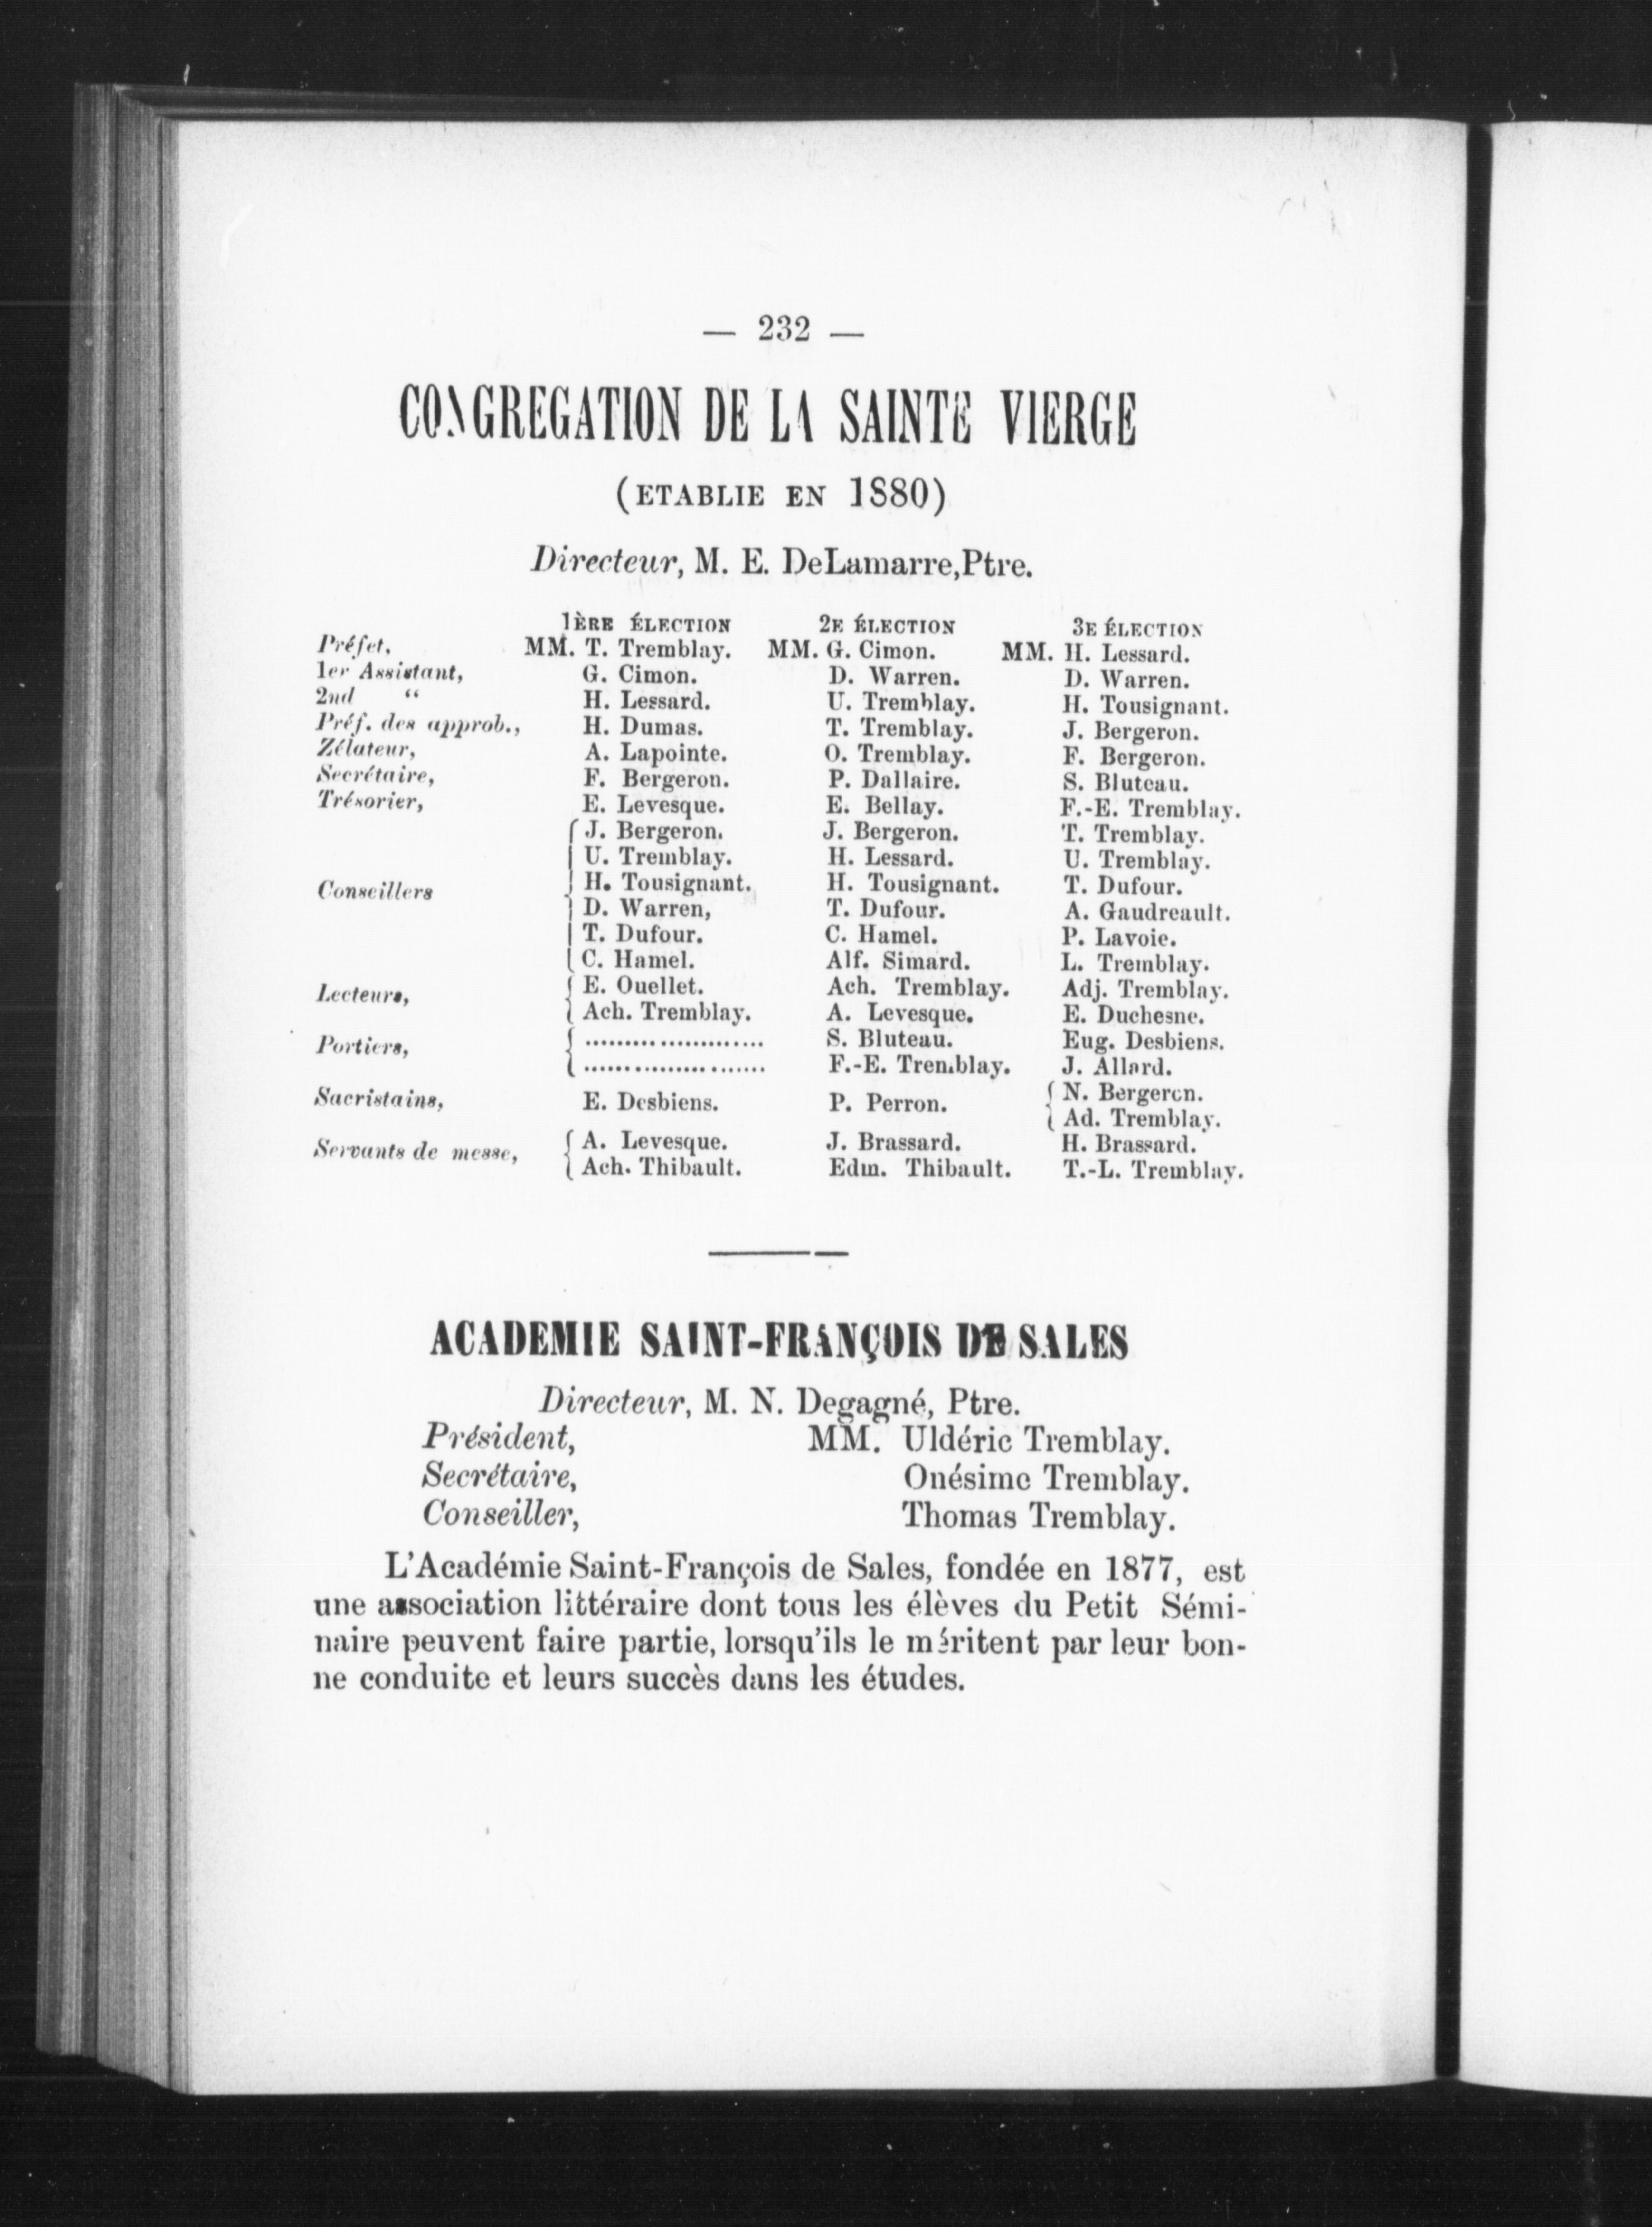 — 232 —
CONGREGATION DE LA SAINTE VIERGE
(ETABLIE EN 1880)
Directeur, M. E. DeLamarre,Ptre.
1ÈRE ÉLECTION 2E ÉLECTION 3E ÉLECTION
Préfet, MM. T. Tremblay. MM. G. Cimon. MM. H. Lessard.
1er Assistant, G. Cimon. D. Warren. D. Warren.
2nd “ H. Lessard. U. Tremblay. H. Tousignant.
Préf. des approb., H. Dumas. T. Tremblay. J. Bergeron.
Zélateur, A. Lapointe. O. Tremblay. F. Bergeron.
Secrétaire, F. Bergeron. P. Dallaire. S. Bluteau.
Trésorier, E. Levesque. E. Bellay. F.-E. Tremblay.
J. Bergeron. J. Bergeron. T. Tremblay.
U. Tremblay. H. Lessard. U. Tremblay.
Conseillers H. Tousignant. H. Tousignant. T. Dufour.
D. Warren, T. Dufour. A. Gaudreault.
T. Dufour. C. Hamel. P. Lavoie.
C. Hamel. Alf. Simard. L. Tremblay.
Lecteurs, E. Ouellet. Ach. Tremblay. Adj. Tremblay.
Ach. Tremblay. A. Levesque. E. Duchesne.
Portiers, ...................... S. Bluteau. Eug. Desbiens.
...................... F.-E. Tremblay. J. Allard.
Sacristains, E. Desbiens. P. Perron. N. Bergeron.
Ad. Tremblay.
Servants de messe, A. Levesque. J. Brassard. H. Brassard.
Ach. Thibault. Edm. Thibault. T.-L. Tremblay.
ACADEMIE SAINT-FRANÇOIS DE SALES
Directeur, M. N. Degagné, Ptre.
Président, MM. Uldéric Tremblay.
Secrétaire, Onésime Tremblay.
Conseiller, Thomas Tremblay.
L'Académie Saint-François de Sales, fondée en 1877, est
une association littéraire dont tous les élèves du Petit Sémi-
naire peuvent faire partie, lorsqu'ils le méritent par leur bon-
ne conduite et leurs succès dans les études.